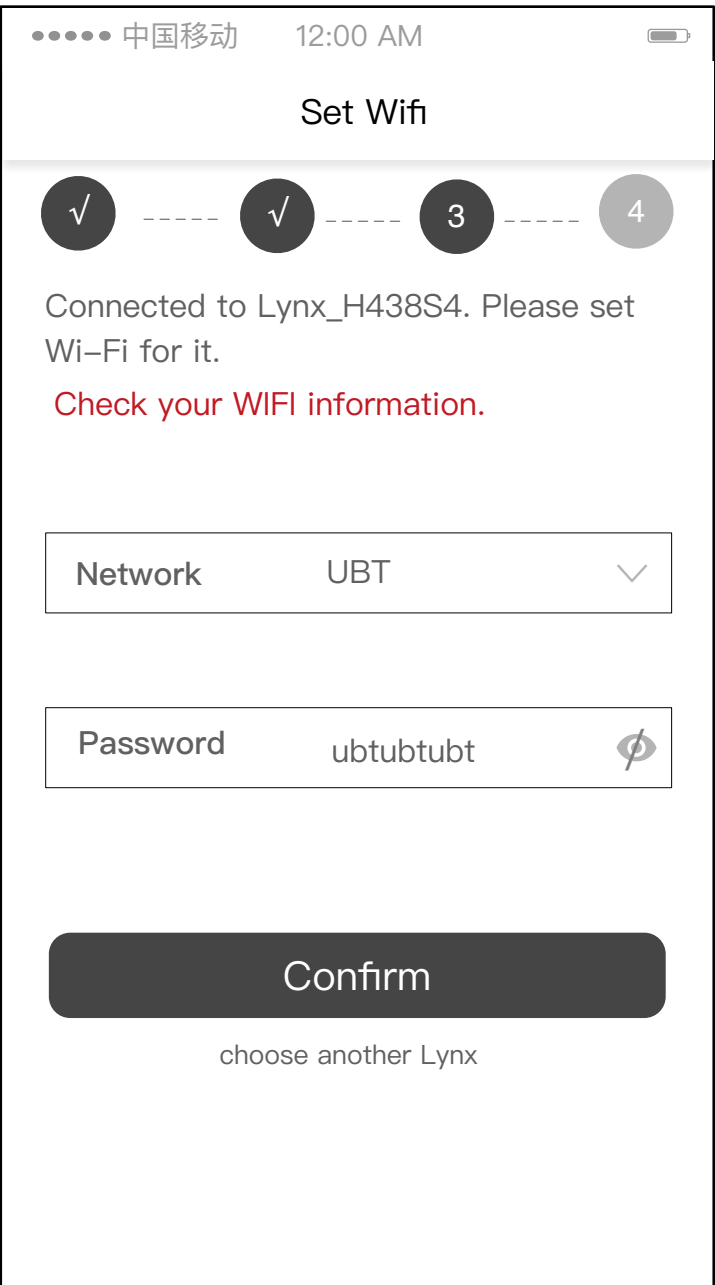 中国移动 12:00 AM
Set Wifi
√ ----- √ ----- 3 ----- 4
Connected to Lynx_H438S4. Please set
Wi–Fi for it.
Check your WIFI information.
Network UBT
Password ubtubtubt
Confirm
choose another Lynx